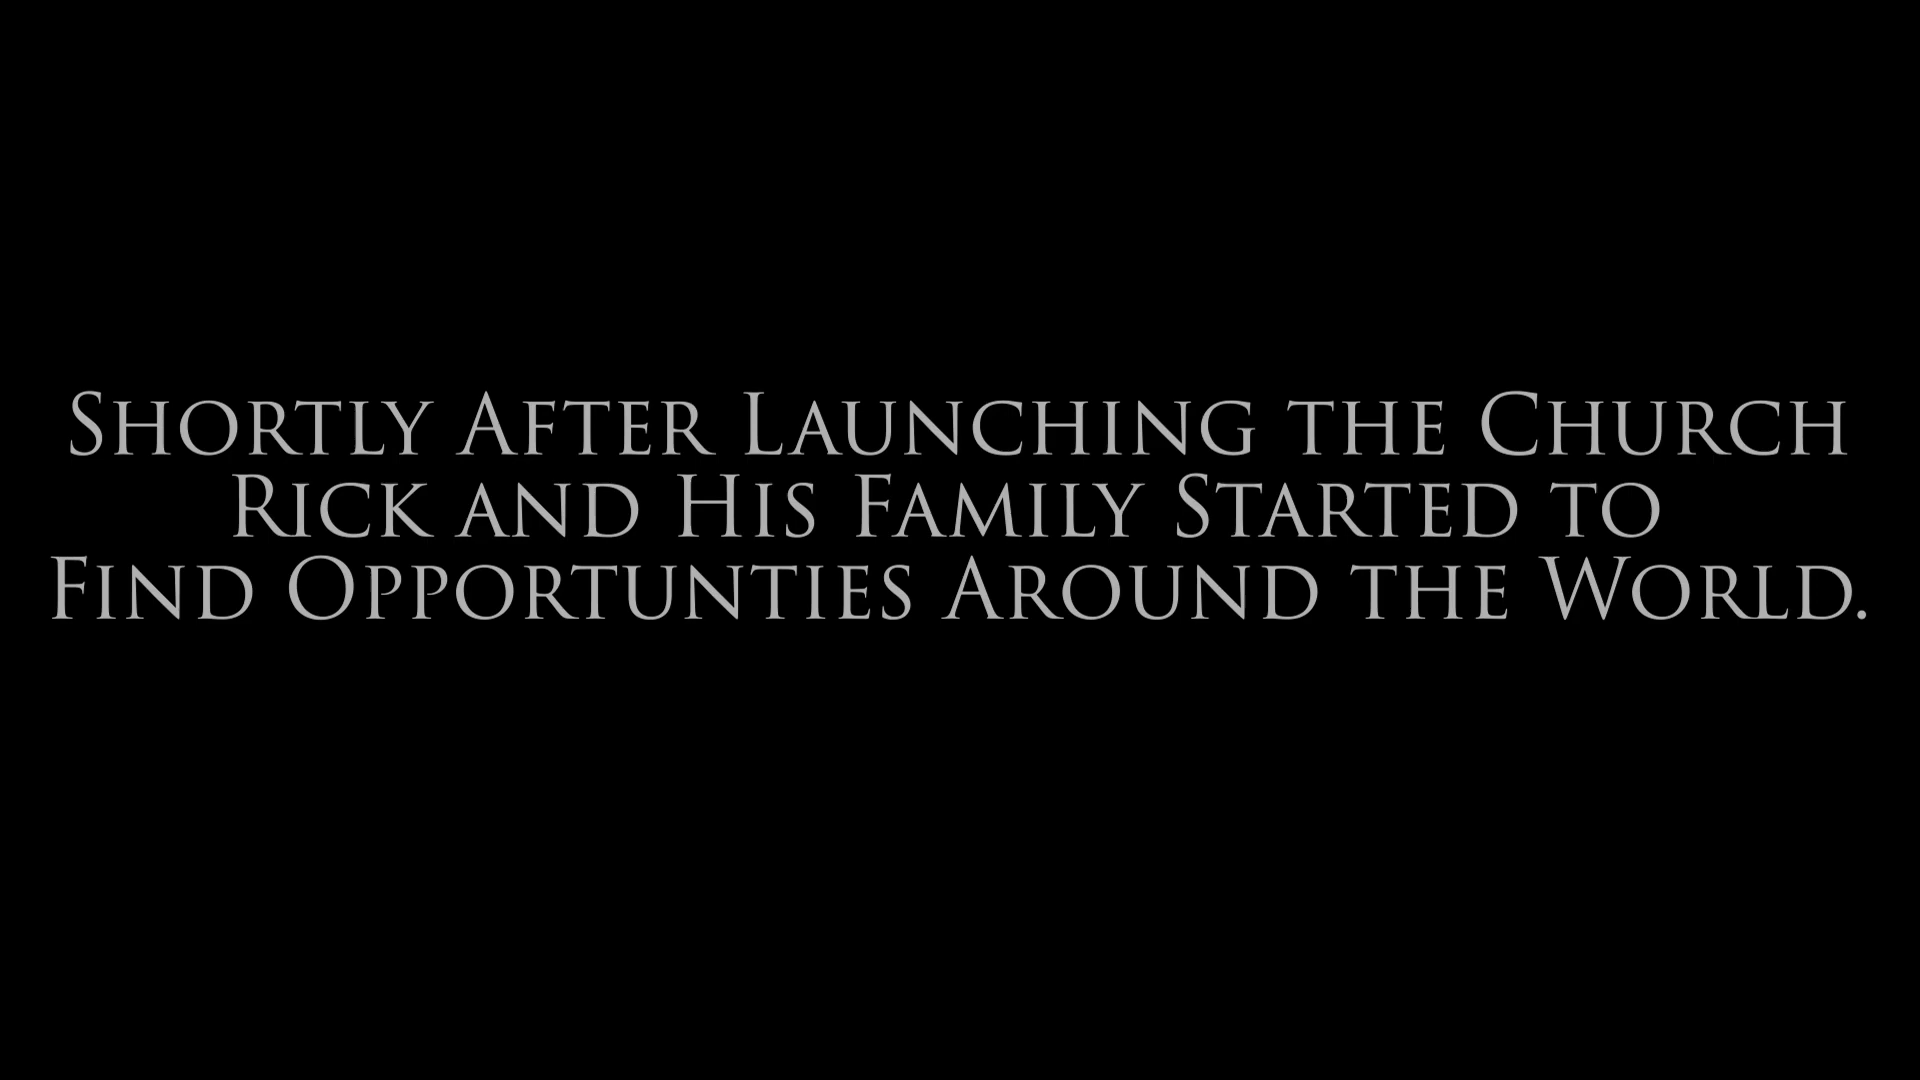 Shortly After Launching the Church
Rick and His Family Started to
Find Opportunties Around the World.